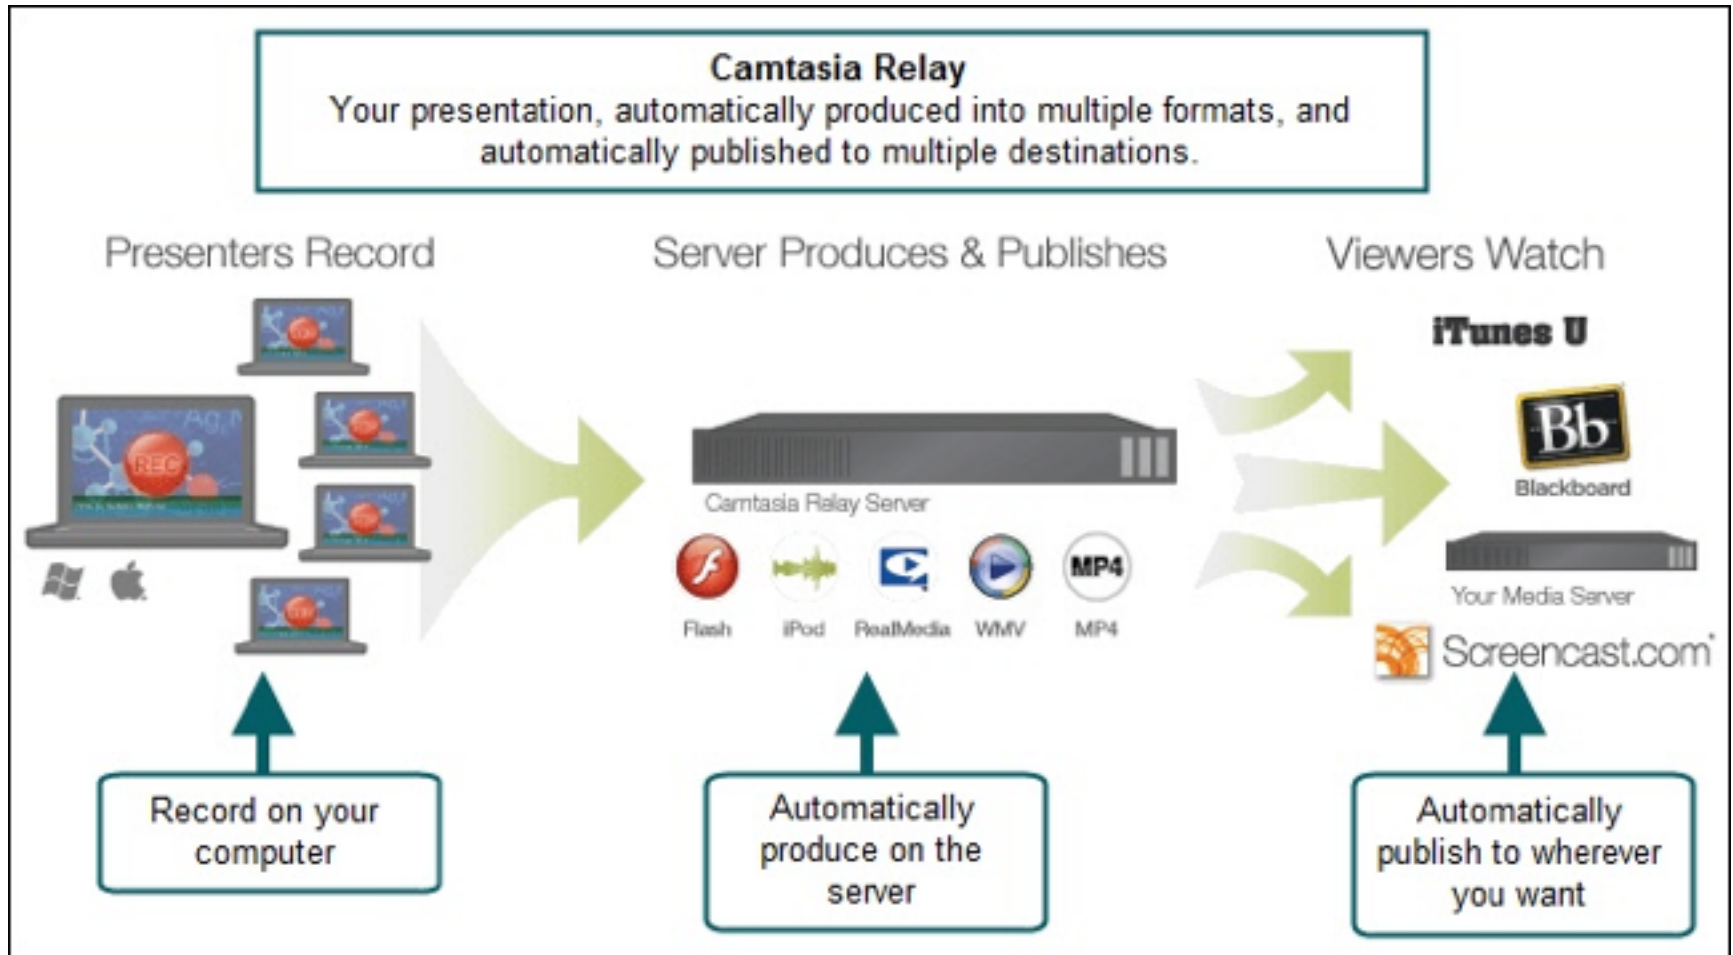 Camtasia Relay
Your presentation, automatically produced into multiple formats, and
automatically published to multiple destinations.
Presenters Record
Server Produces & Publishes
Viewers Watch
REC
Ag
iTunes U
Bb
Blackboard
Camtasia Relay Server
MP4
Flash
iPod
RealMedia
WMV
MP4
Your Media Server
Screencast.com
Record on your
computer
Automatically
produce on the
server
Automatically
publish to wherever
you want